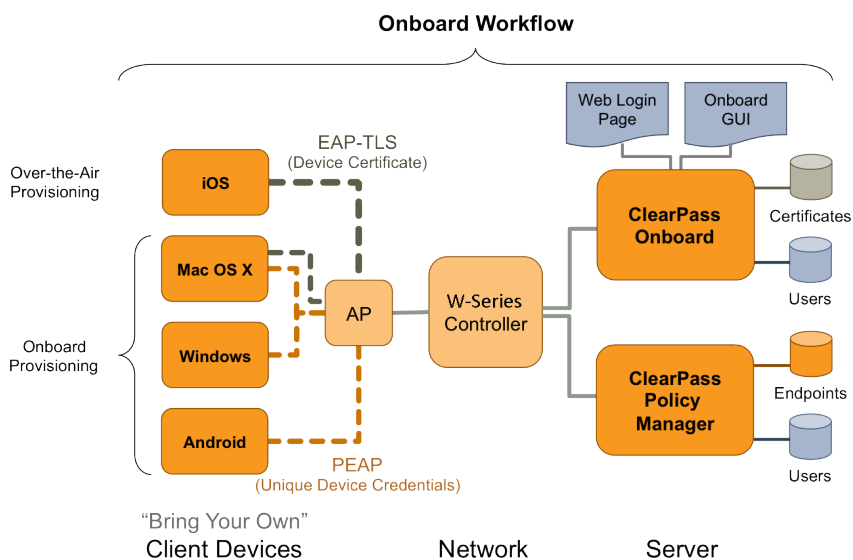 Onboard Workflow
Web Login
Page
Onboard
GUI
EAP-TLS
(Device Certificate)
Over-the-Air
Provisioning
iOS
ClearPass
Onboard
Certificates
Mac OS X
Users
AP
W-Series
Controller
Onboard
Provisioning
Windows
ClearPass
Policy
Manager
Endpoints
Android
PEAP
(Unique Device Credentials)
Users
“Bring Your Own”
Client Devices
Network
Server